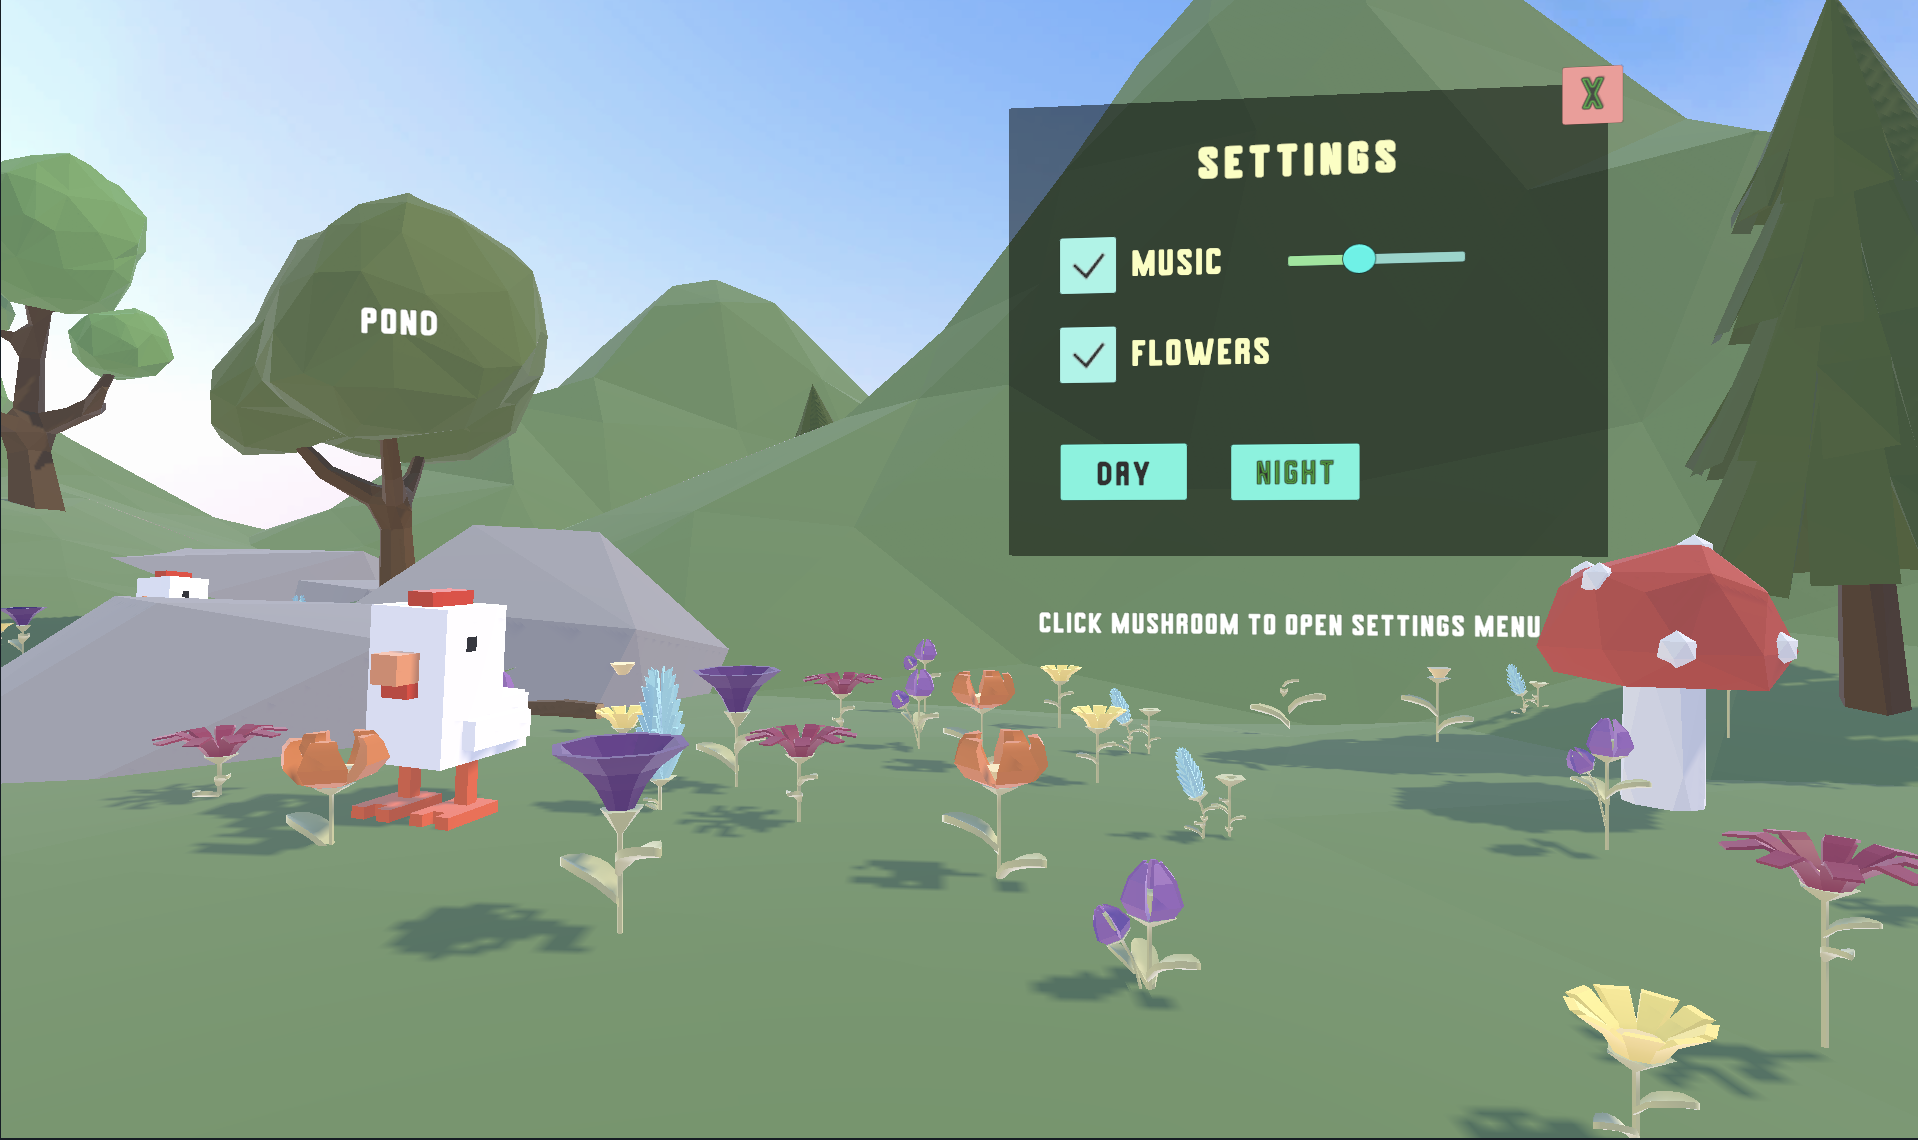 X
SETTINGS
MUSIC
POND
FLOWERS
DAY
NIGHT
CLICK MUSHROOM TO OPEN SETTINGS MENU